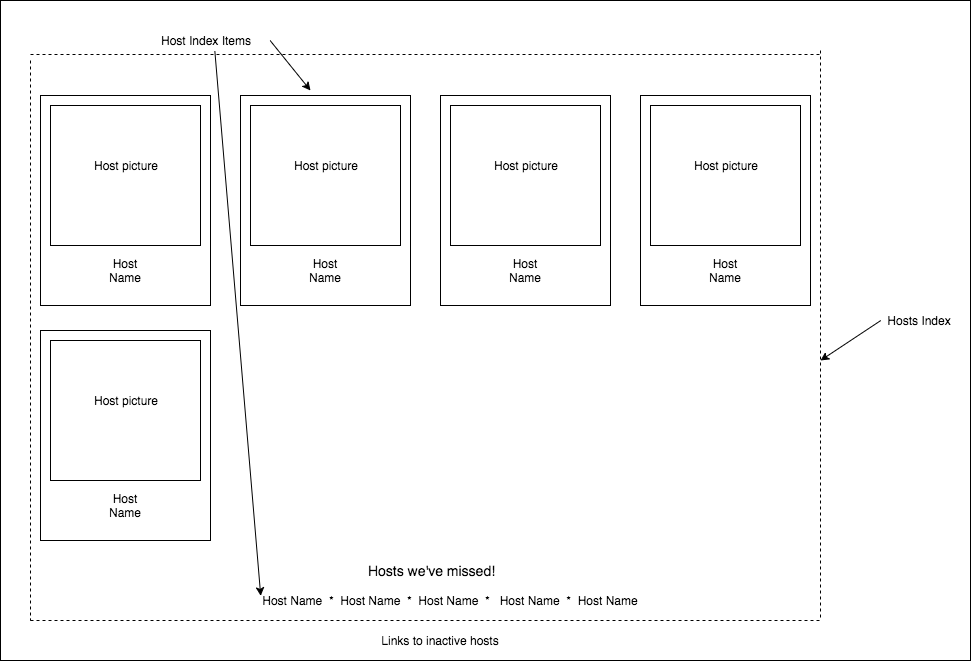 Host Index Items
Host picture
Host picture
Host picture
Host picture
Host
Name
Host
Name
Host
Name
Host
Name
Hosts Index
Host picture
Host
Name
Hosts we've missed!
Host Name * Host Name * Host Name * Host Name * Host Name
Links to inactive hosts